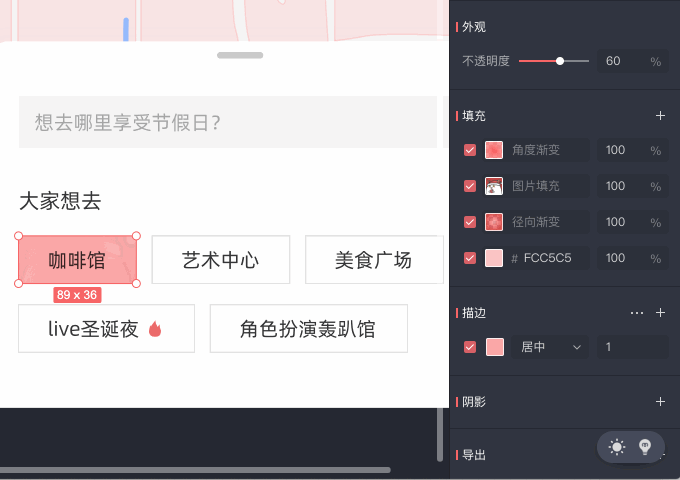 想去哪里享受节假日？
大家想去
咖啡馆
艺术中心
美食广场
89 x 36
live圣诞夜
角色扮演轰趴馆
外观
不透明度 60 %
填充
角度渐变 100 %
图片填充 100 %
径向渐变 100 %
# FCC5C5 100 %
描边
居中 1
阴影
导出